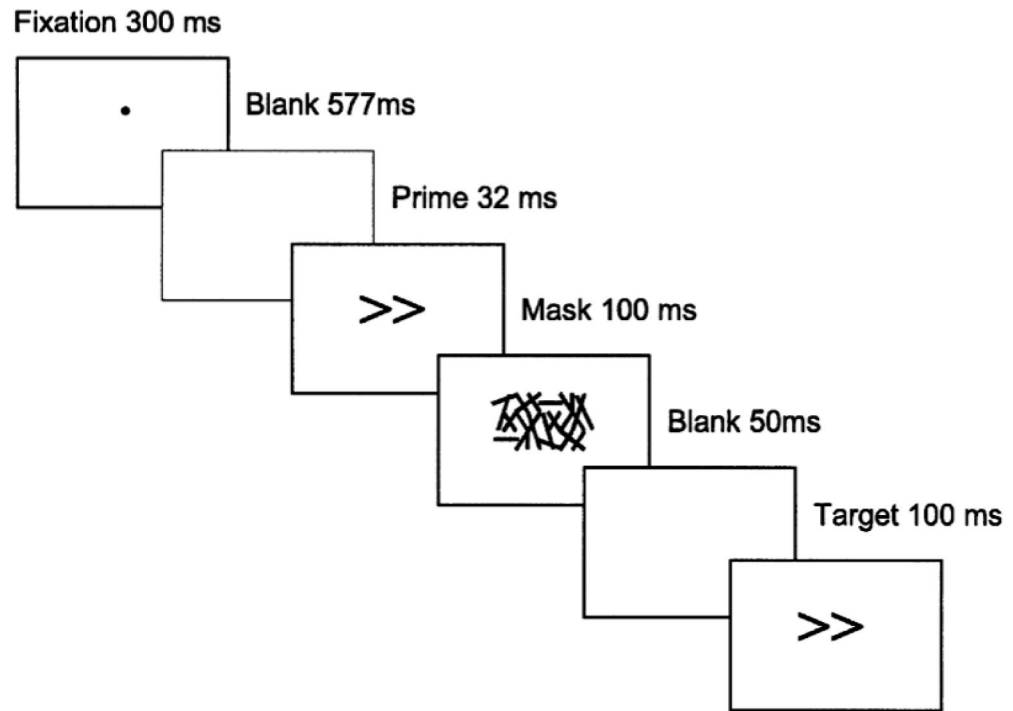 Fixation 300 ms
Blank 577ms
Prime 32 ms
>>
Mask 100 ms
Blank 50ms
Target 100 ms
>>